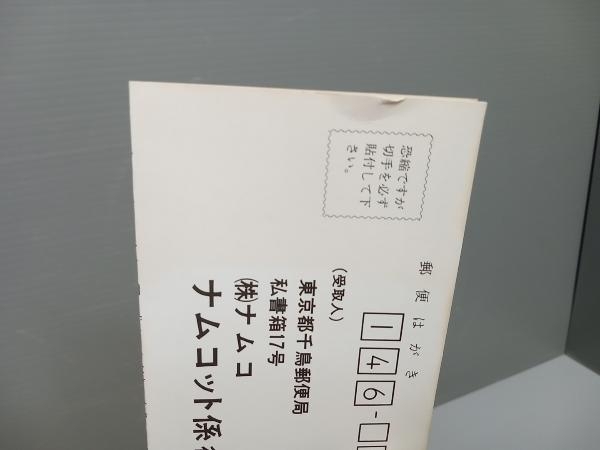 郵便はがき
146-
恐縮ですが
切手を必ず
貼付して下
さい。
(受取人)
東京都千鳥郵便局
私書箱17号
(株)ナムコ
ナムコット係